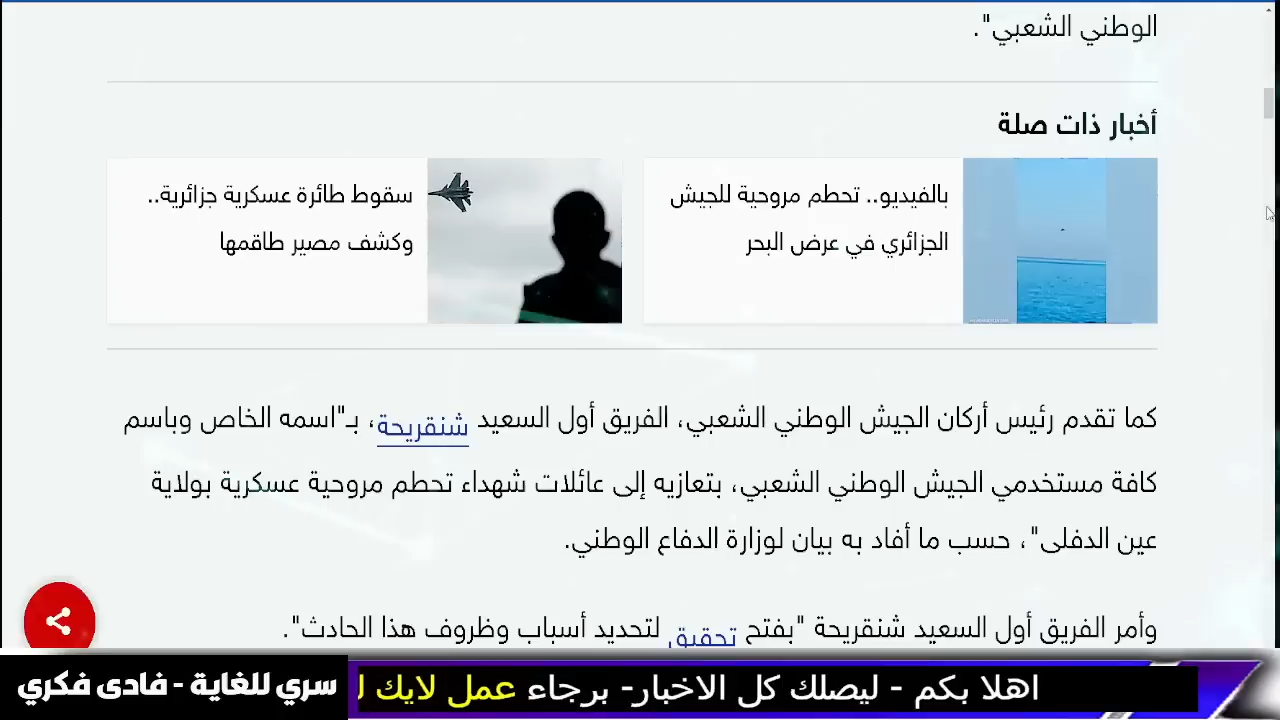 الوطني الشعبي".
أخبار ذات صلة
بالفيديو.. تحطم مروحية للجيش
الجزائري في عرض البحر
سقوط طائرة عسكرية جزائرية..
وكشف مصير طاقمها
كما تقدم رئيس أركان الجيش الوطني الشعبي، الفريق أول السعيد شنقريحة، بـ"اسمه الخاص وباسم
كافة مستخدمي الجيش الوطني الشعبي، بتعازيه إلى عائلات شهداء تحطم مروحية عسكرية بولاية
عين الدفلى"، حسب ما أفاد به بيان لوزارة الدفاع الوطني.
وأمر الفريق أول السعيد شنقريحة "بفتح تحقيق لتحديد أسباب وظروف هذا الحادث".
اهلا بكم - ليصلك كل الاخبار- برجاء عمل لايك
سري للغاية - فادى فكري